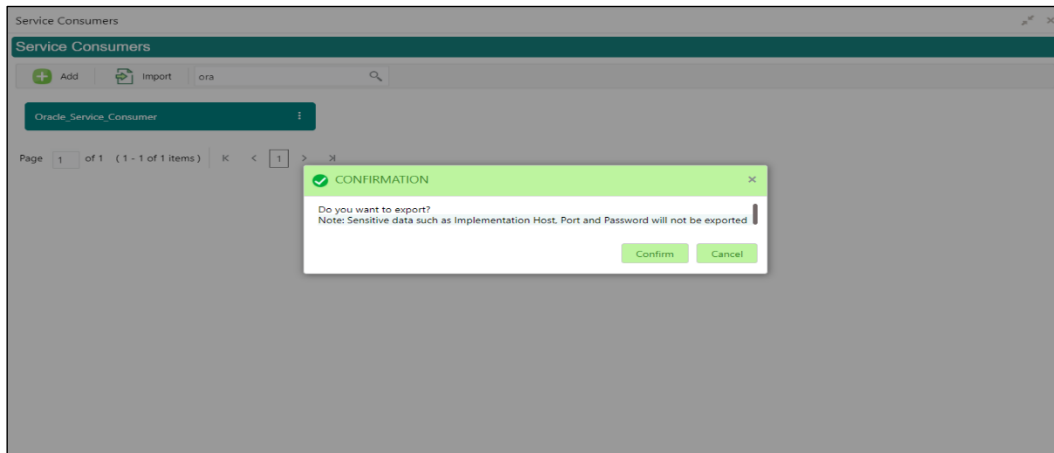 Service Consumers
Service Consumers
Add Import ora
Oracle_Service_Consumer
Page 1 of 1 (1 - 1 of 1 items) K < 1 > >|
CONFIRMATION
Do you want to export?
Note: Sensitive data such as Implementation Host, Port and Password will not be exported
Confirm Cancel